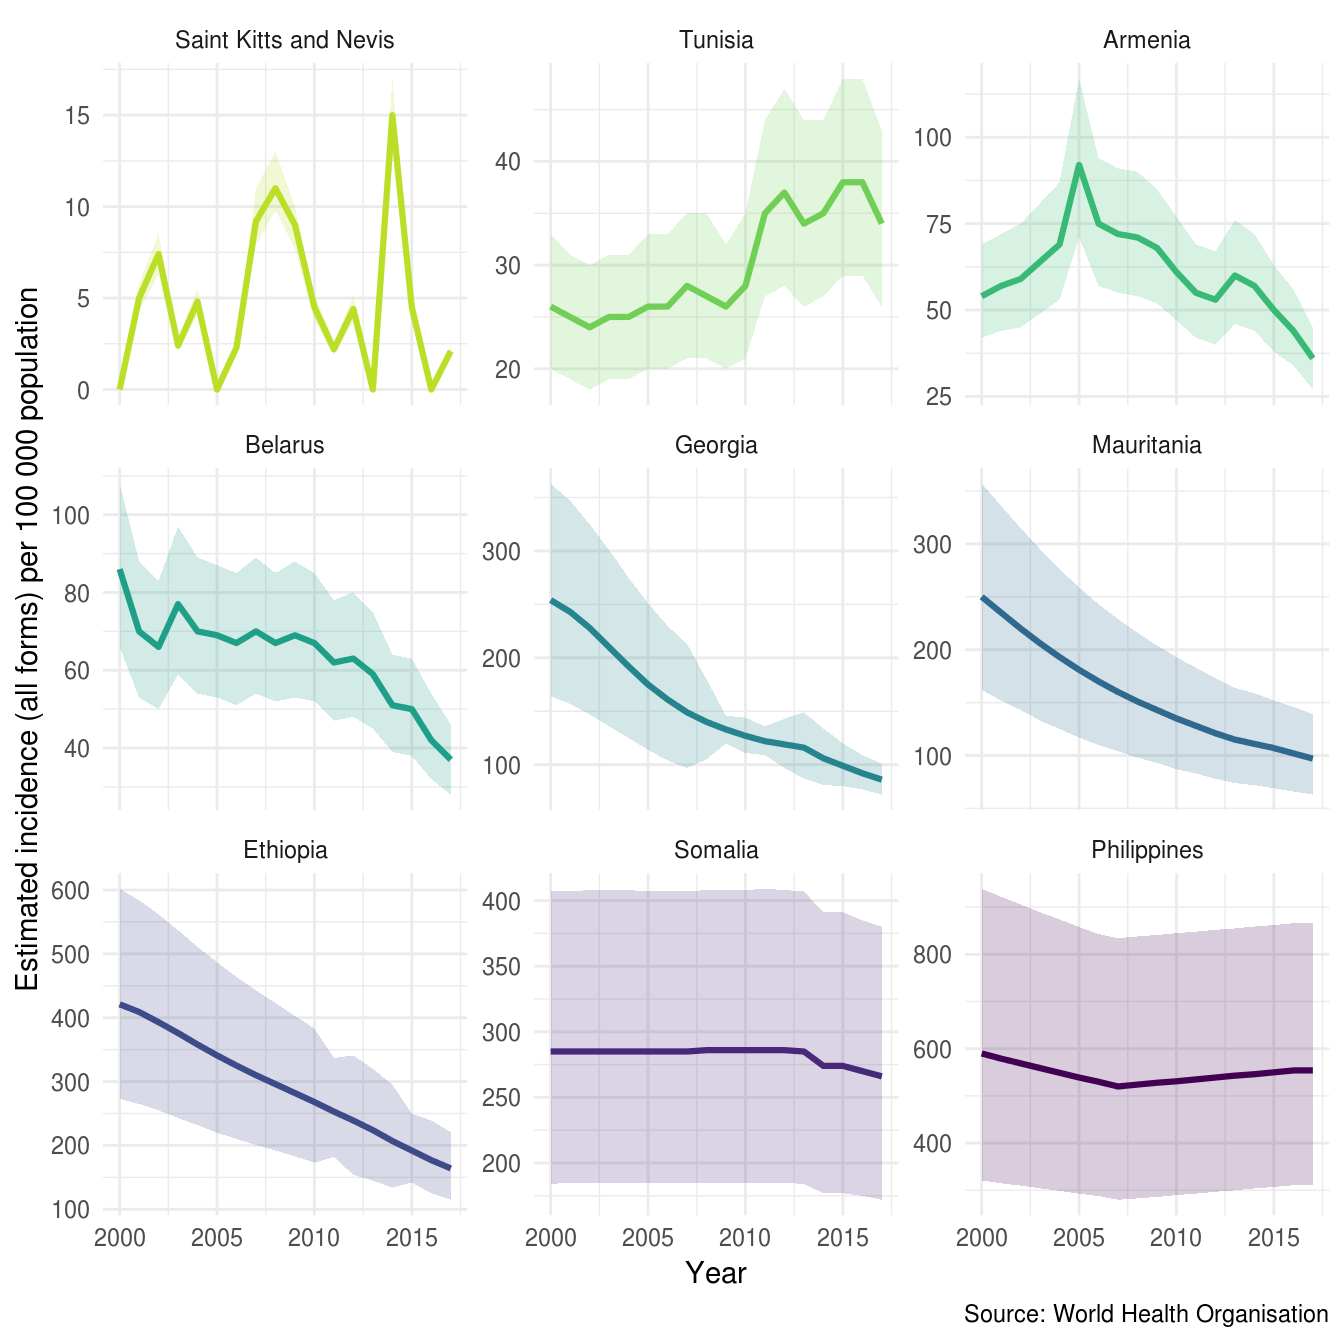 Saint Kitts and Nevis
Tunisia
Armenia
15
10
5
0
40
30
20
100
75
50
25
Belarus
Georgia
Mauritania
100
80
60
40
300
200
100
300
200
100
Ethiopia
Somalia
Philippines
600
500
400
300
200
100
400
350
300
250
200
800
600
400
2000 2005 2010 2015
2000 2005 2010 2015
2000 2005 2010 2015
Estimated incidence (all forms) per 100 000 population
Year
Source: World Health Organisation